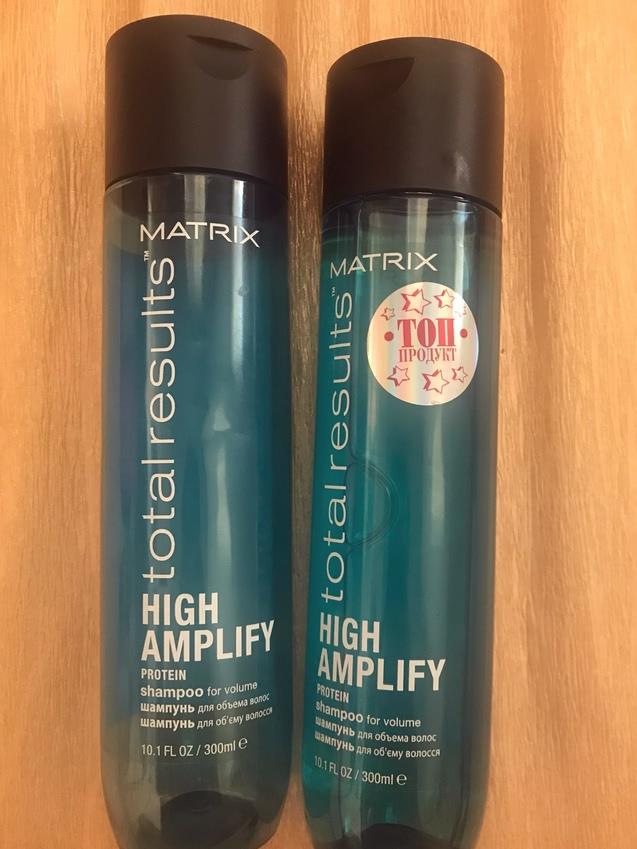 MATRIX
total results™
HIGH
AMPLIFY
PROTEIN
shampoo for volume
шампунь для объема волос
шампунь для об'єму волосся
10.1 FL OZ / 300ml e
MATRIX
total results™
ТОП
ПРОДУКТ
HIGH
AMPLIFY
PROTEIN
shampoo for volume
шампунь для объема волос
шампунь для об'єму волосся
10.1 FL OZ / 300ml e